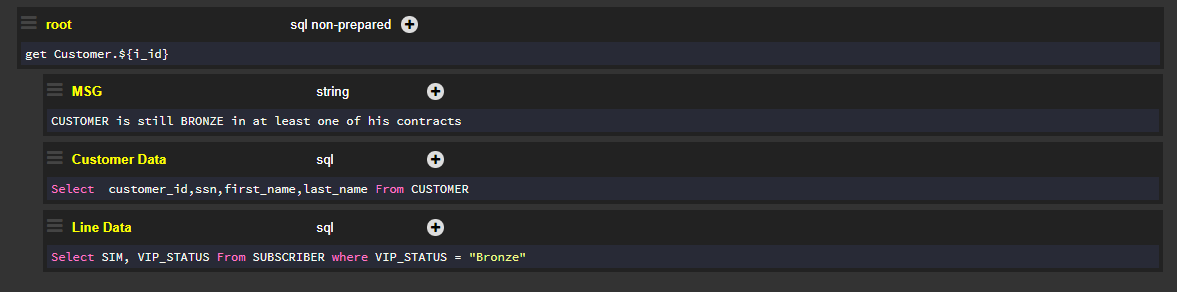 root sql non-prepared
get Customer.${i_id}
MSG string
CUSTOMER is still BRONZE in at least one of his contracts
Customer Data sql
Select  customer_id,ssn,first_name,last_name From CUSTOMER
Line Data sql
Select SIM, VIP_STATUS From SUBSCRIBER where VIP_STATUS = "Bronze"